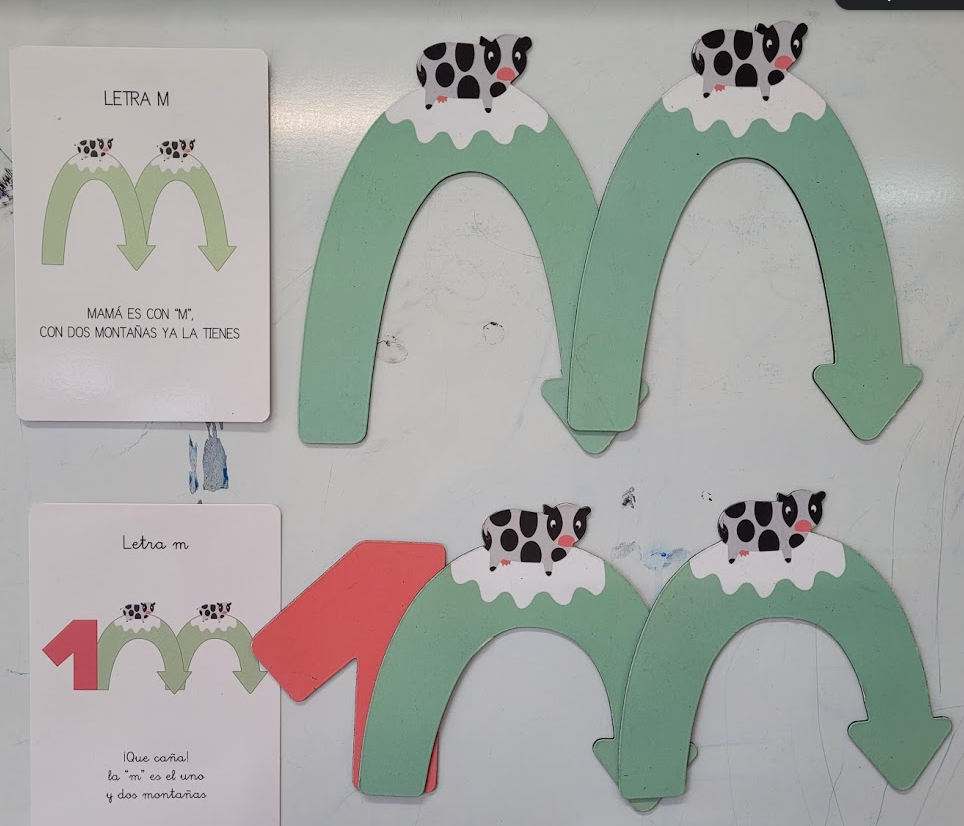 LETRA M
MAMÁ ES CON "M",
CON DOS MONTAÑAS YA LA TIENES
Letra m
1
¡Que caña!
la "m" es el uno
y dos montañas